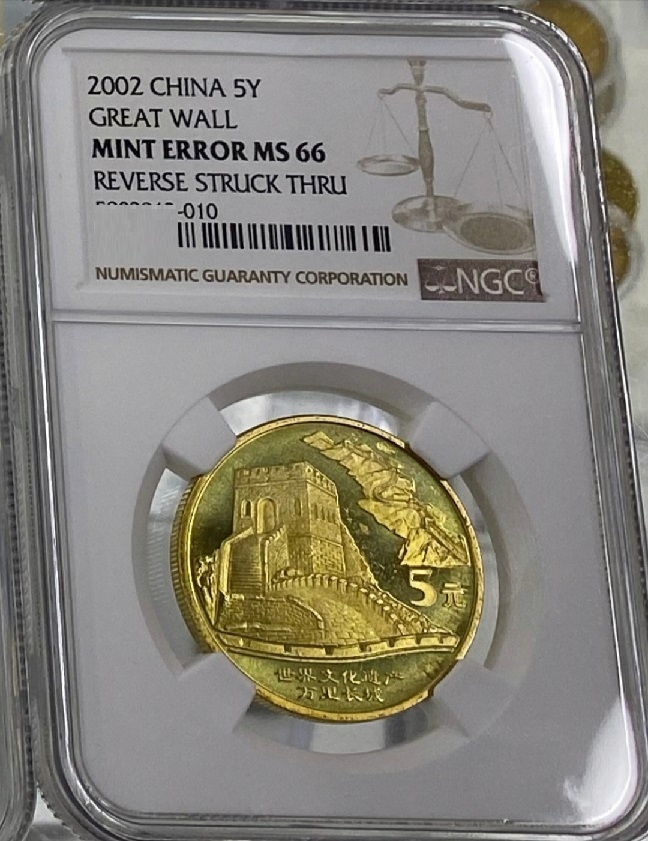 2002 CHINA 5Y
GREAT WALL
MINT ERROR MS 66
REVERSE STRUCK THRU
-010
NUMISMATIC GUARANTY CORPORATION
NGC®
5元
世界文化遗产
万里长城